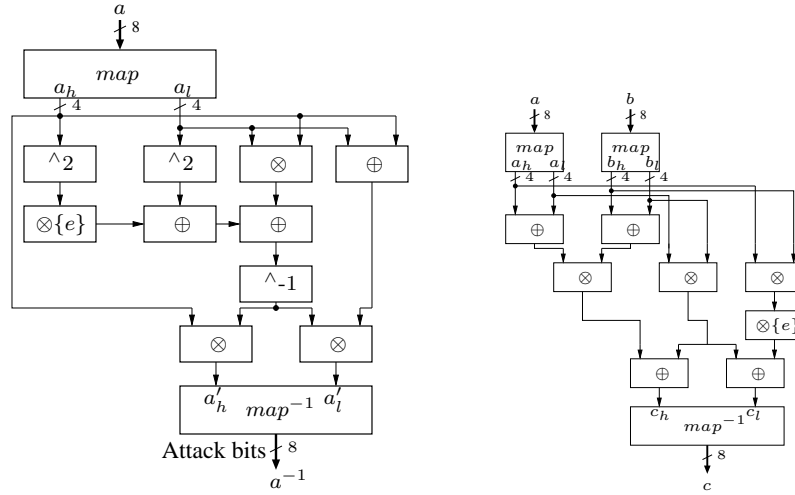 a
8
map
a_h a_l
4 4
^2 ^2 ⊗ ⊕
⊗{e} ⊕ ⊕
^-1
⊗ ⊗
a'_h a'_l
map⁻¹
Attack bits 8
a⁻¹
a b
8 8
map map
a_h a_l b_h b_l
4 4 4 4
⊕ ⊕
⊗ ⊗ ⊗
⊗{e}
⊕ ⊕
c_h c_l
map⁻¹
8
c